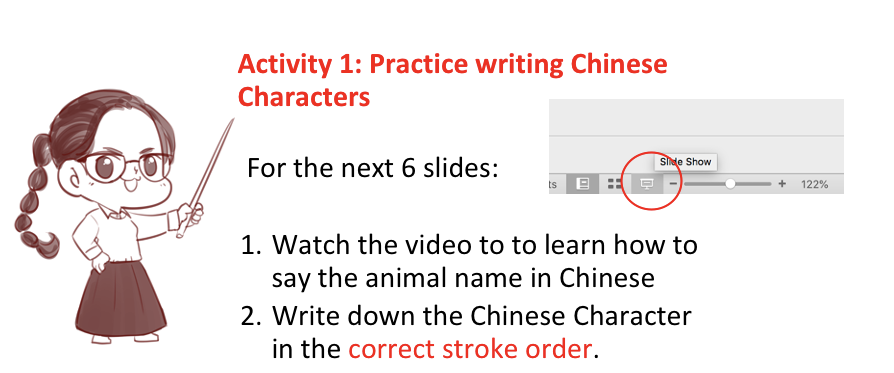 Activity 1: Practice writing Chinese
Characters
For the next 6 slides:
Slide Show
ts
122%
1. Watch the video to to learn how to
say the animal name in Chinese
2. Write down the Chinese Character
in the correct stroke order.